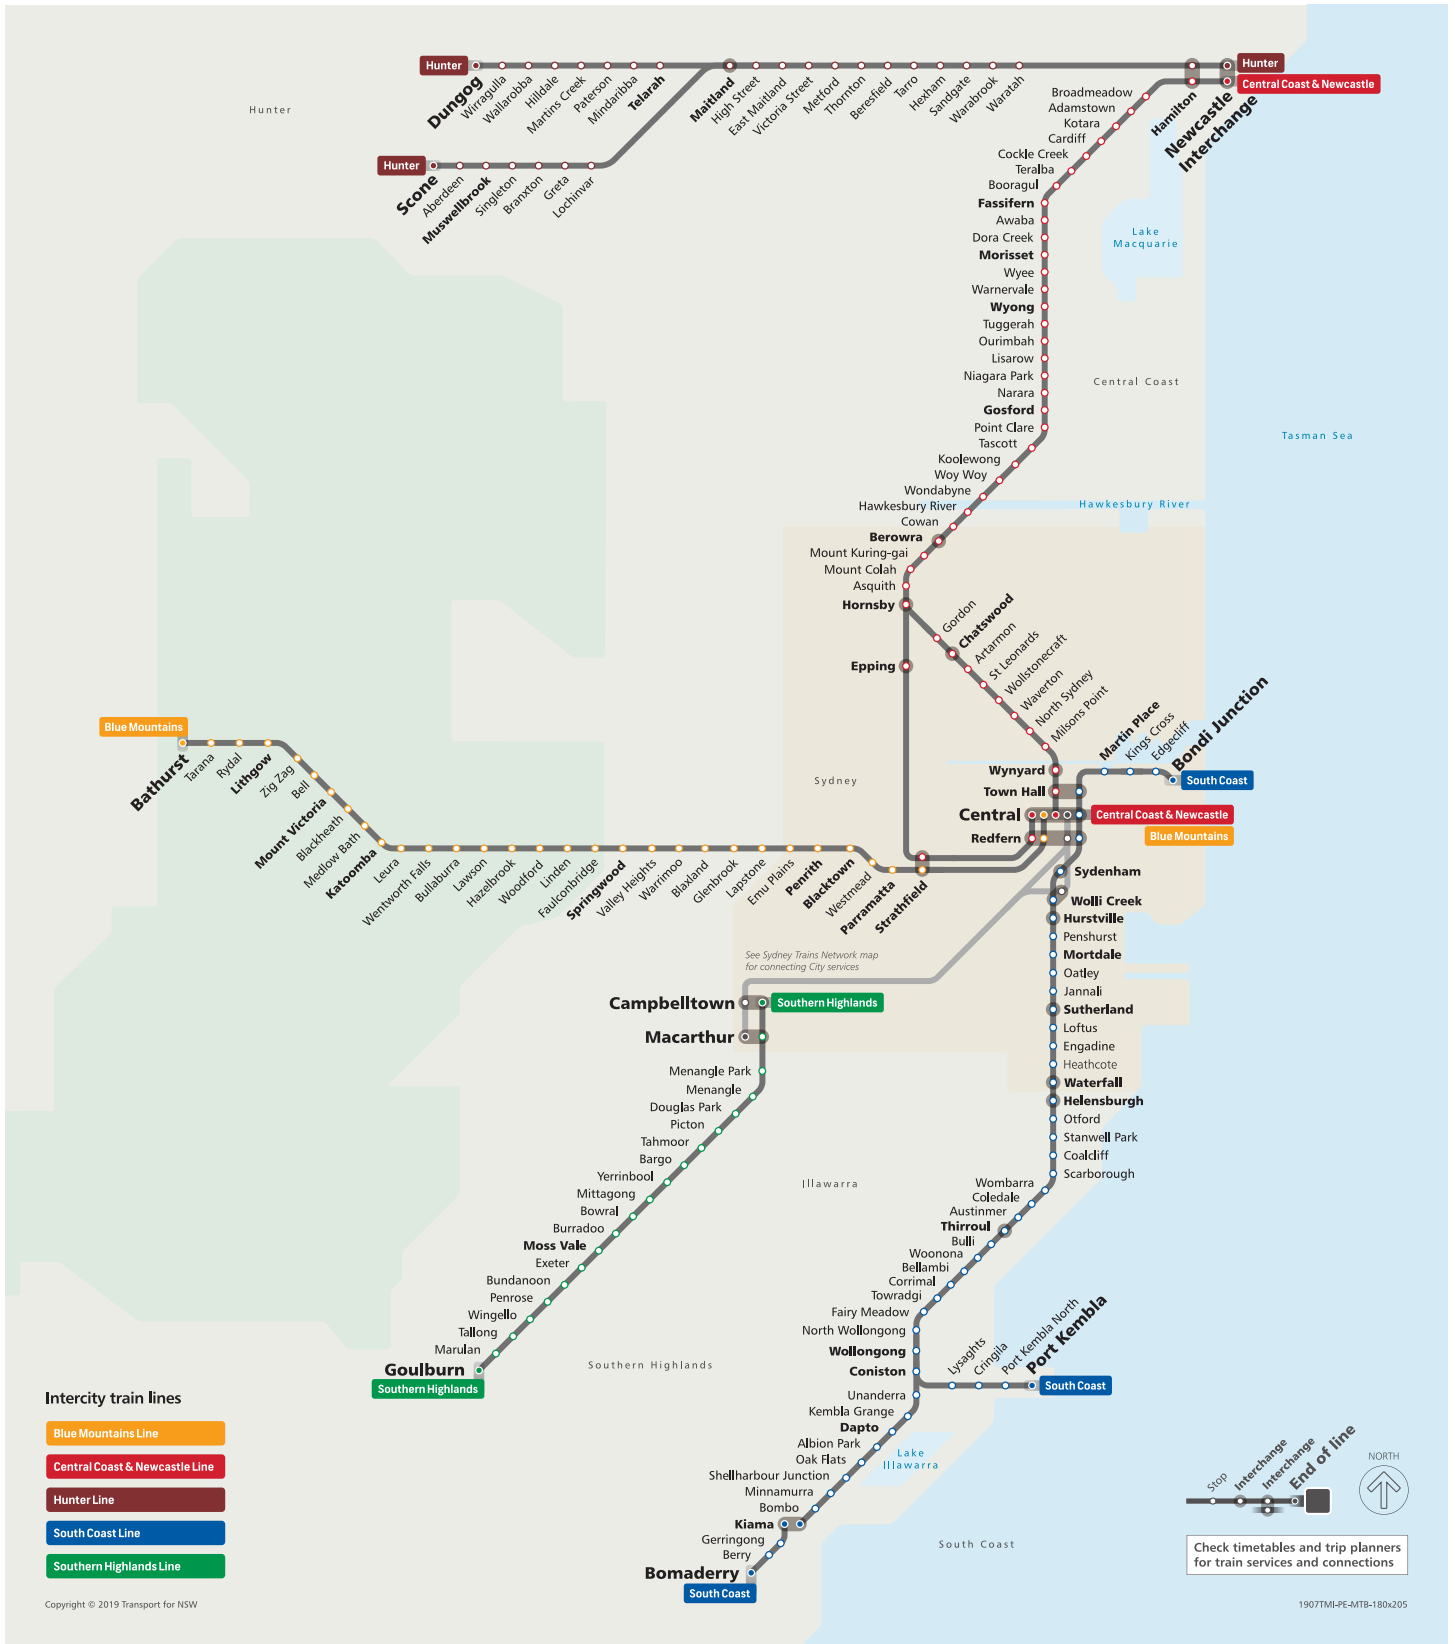 Hunter
Dungog
Wirragulla
Wallarobba
Hilldale
Martins Creek
Paterson
Mindaribba
Telarah
Maitland
High Street
East Maitland
Victoria Street
Metford
Thornton
Beresfield
Tarro
Hexham
Sandgate
Warabrook
Waratah
Hunter
Central Coast & Newcastle
Hamilton
Newcastle
Interchange
Hunter
Hunter
Scone
Aberdeen
Muswellbrook
Singleton
Branxton
Greta
Lochinvar
Broadmeadow
Adamstown
Kotara
Cardiff
Cockle Creek
Teralba
Booragul
Fassifern
Awaba
Dora Creek
Morisset
Wyee
Warnervale
Wyong
Tuggerah
Ourimbah
Lisarow
Niagara Park
Narara
Gosford
Point Clare
Tascott
Koolewong
Woy Woy
Wondabyne
Hawkesbury River
Cowan
Berowra
Mount Kuring-gai
Mount Colah
Asquith
Hornsby
Epping
Lake
Macquarie
Central Coast
Tasman Sea
Hawkesbury River
Gordon
Chatswood
Artarmon
St Leonards
Wollstonecraft
Waverton
North Sydney
Milsons Point
Wynyard
Town Hall
Central
Redfern
Martin Place
Kings Cross
Edgecliff
Bondi Junction
South Coast
Central Coast & Newcastle
Blue Mountains
Sydney
Blue Mountains
Bathurst
Tarana
Rydal
Lithgow
Zig Zag
Bell
Mount Victoria
Blackheath
Medlow Bath
Katoomba
Leura
Wentworth Falls
Bullaburra
Lawson
Hazelbrook
Woodford
Linden
Faulconbridge
Springwood
Valley Heights
Warrimoo
Blaxland
Glenbrook
Lapstone
Emu Plains
Penrith
Blacktown
Westmead
Parramatta
Strathfield
See Sydney Trains Network map
for connecting City services
Sydenham
Wolli Creek
Hurstville
Penshurst
Mortdale
Oatley
Jannali
Sutherland
Loftus
Engadine
Heathcote
Waterfall
Helensburgh
Otford
Stanwell Park
Coalcliff
Scarborough
Wombarra
Coledale
Austinmer
Thirroul
Bulli
Woonona
Bellambi
Corrimal
Towradgi
Fairy Meadow
North Wollongong
Wollongong
Coniston
Lysaghts
Cringila
Port Kembla North
Port Kembla
South Coast
Unanderra
Kembla Grange
Dapto
Albion Park
Oak Flats
Shellharbour Junction
Minnamurra
Bombo
Kiama
Gerringong
Berry
Bomaderry
South Coast
Lake
Illawarra
South Coast
Illawarra
Campbelltown
Southern Highlands
Macarthur
Menangle Park
Menangle
Douglas Park
Picton
Tahmoor
Bargo
Yerrinbool
Mittagong
Bowral
Burradoo
Moss Vale
Exeter
Bundanoon
Penrose
Wingello
Tallong
Marulan
Goulburn
Southern Highlands
Southern Highlands
Intercity train lines
Blue Mountains Line
Central Coast & Newcastle Line
Hunter Line
South Coast Line
Southern Highlands Line
Copyright © 2019 Transport for NSW
Stop
Interchange
Interchange
End of line
NORTH
Check timetables and trip planners
for train services and connections
1907TMI-PE-MTB-180x205